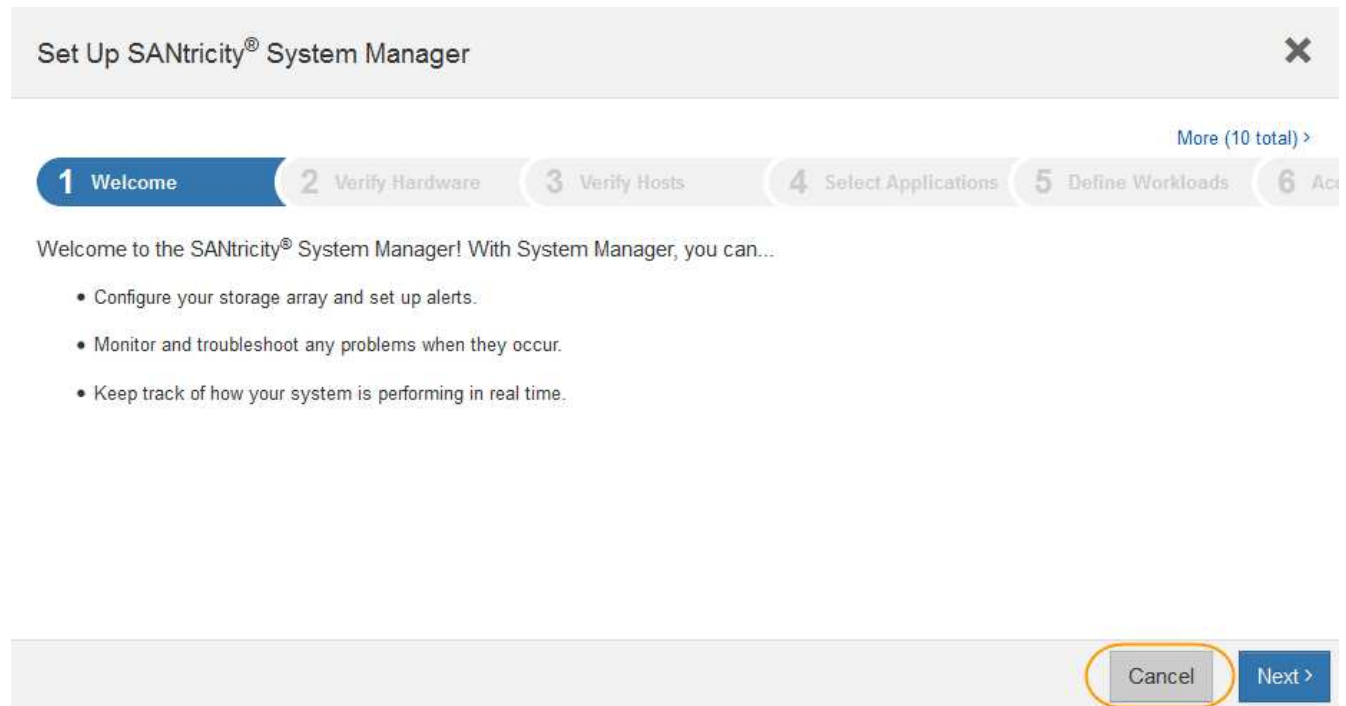 Set Up SANtricity® System Manager
More (10 total) >
1 Welcome 2 Verify Hardware 3 Verify Hosts 4 Select Applications 5 Define Workloads 6
Welcome to the SANtricity® System Manager! With System Manager, you can...
• Configure your storage array and set up alerts.
• Monitor and troubleshoot any problems when they occur.
• Keep track of how your system is performing in real time.
Cancel Next >